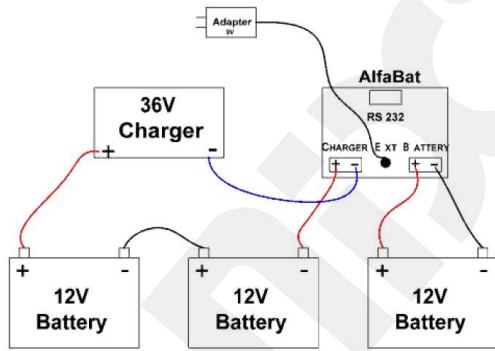 Adapter
9V
AlfaBat
RS 232
36V
Charger
+ -
CHARGER EXT BATTERY
+ - + -
+ - + - + -
12V
Battery
12V
Battery
12V
Battery